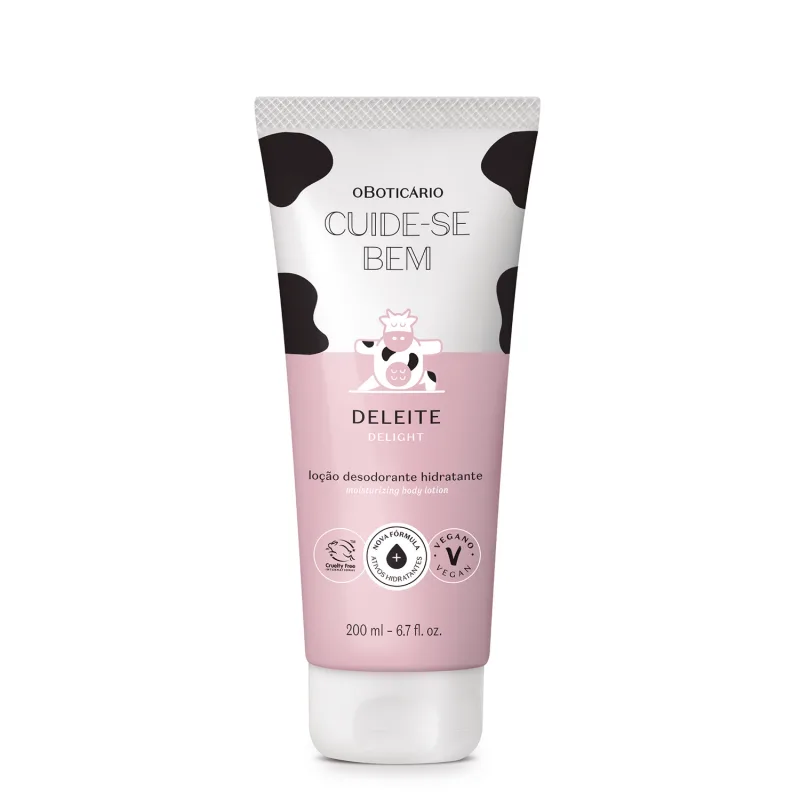 oBOTICÁRIO
CUIDE-SE
BEM
DELEITE
DELIGHT
loção desodorante hidratante
moisturizing body lotion
Cruelty Free
NOVA FÓRMULA
ATIVOS HIDRATANTES
VEGANO
VEGAN
200 ml - 6.7 fl. oz.